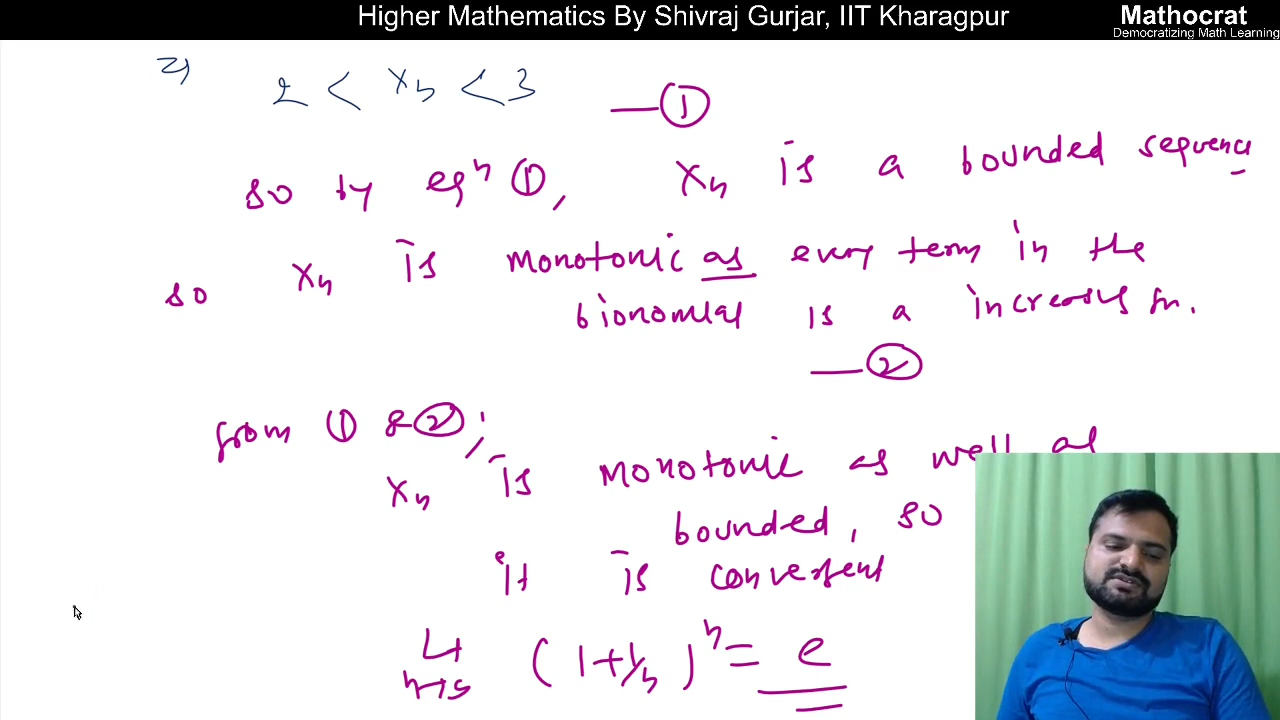 Higher Mathematics By Shivraj Gurjar, IIT Kharagpur
Mathocrat
Democratizing Math Learning
=) 2 < xn < 3 — ①
so by eqn ①, xn is a bounded sequence
so xn is monotonic as every term in the
bionomial is a increasing fn.
— ②
from ① & ②,
xn is monotonic as well as
bounded, so
it is convergent
Lt (1+1/n)^n = e
n→∞